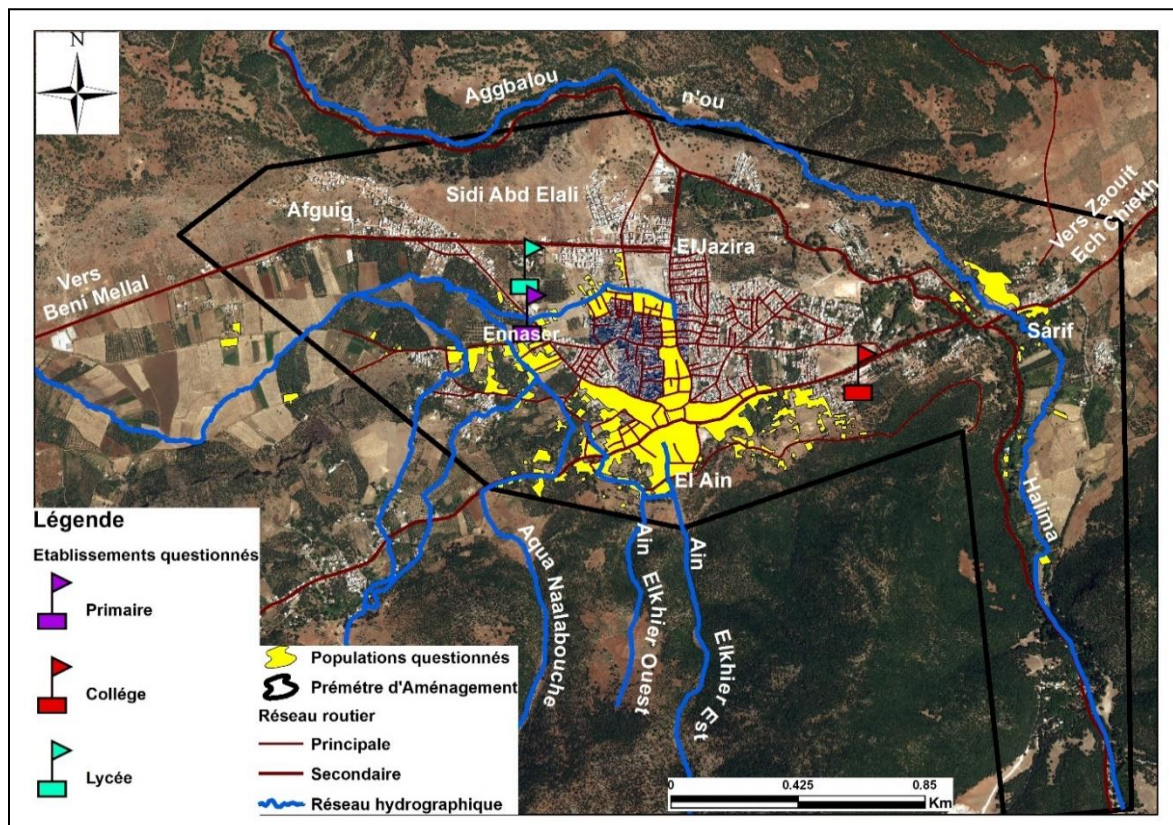 N
Aggbalou
n'ou
Sidi Abd Elali
Afguig
Vers Zaouit
Ech'Chiekh
ElJazira
Vers
Beni Mellal
Ennaser
Sarif
El Ain
Halima
Aqua Naalabouche
Ain
Elkhier Ouest
Ain
Elkhier Est
Légende
Etablissements questionnés
Primaire
Collége
Lycée
Populations questionnés
Prémétre d'Aménagement
Réseau routier
Principale
Secondaire
Réseau hydrographique
0 0.425 0.85
Km